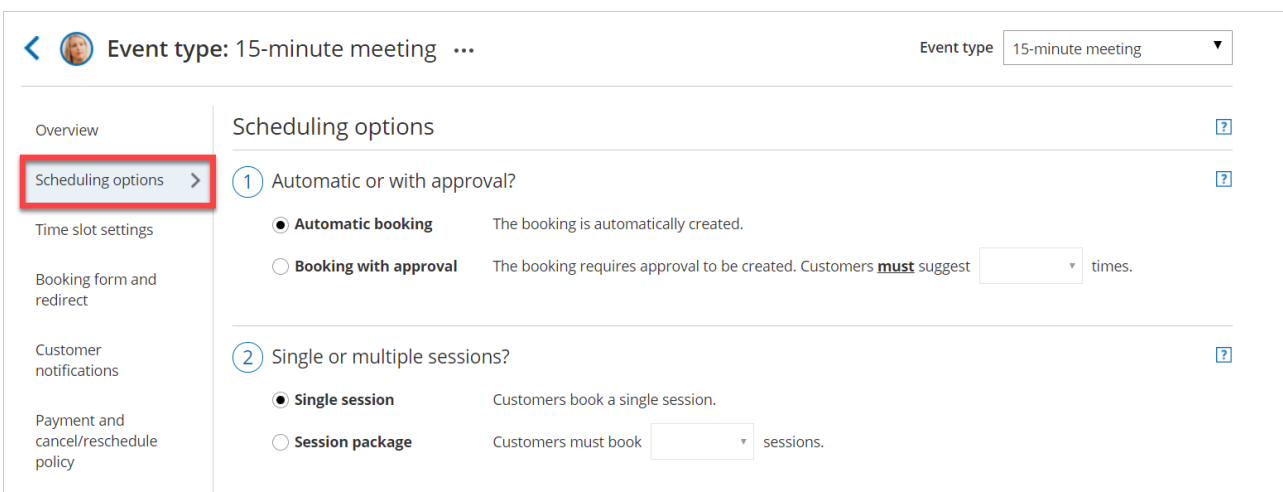 Event type: 15-minute meeting ...
Event type 15-minute meeting
Overview
Scheduling options
Time slot settings
Booking form and
redirect
Customer
notifications
Payment and
cancel/reschedule
policy
Scheduling options ?
1 Automatic or with approval? ?
Automatic booking The booking is automatically created.
Booking with approval The booking requires approval to be created. Customers must suggest times.
2 Single or multiple sessions? ?
Single session Customers book a single session.
Session package Customers must book sessions.